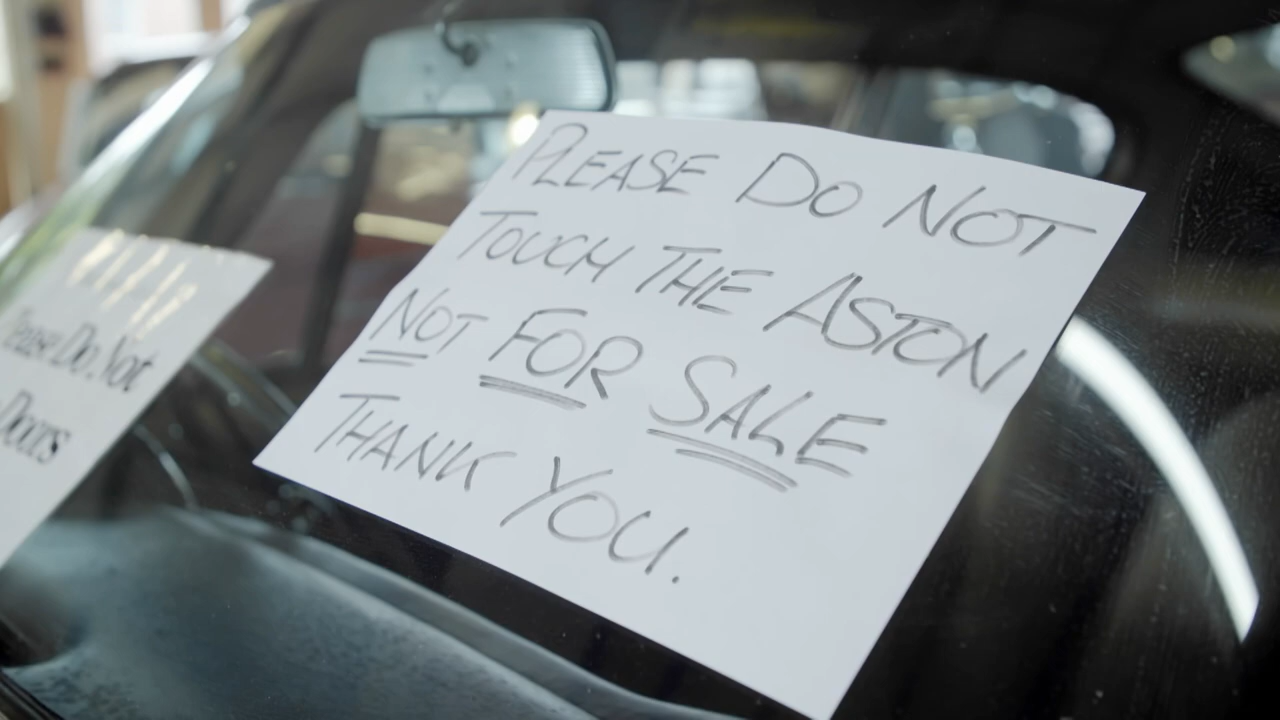 PLEASE DO NOT
TOUCH THE ASTON
NOT FOR SALE
THANK YOU.
Please Do Not
Doors